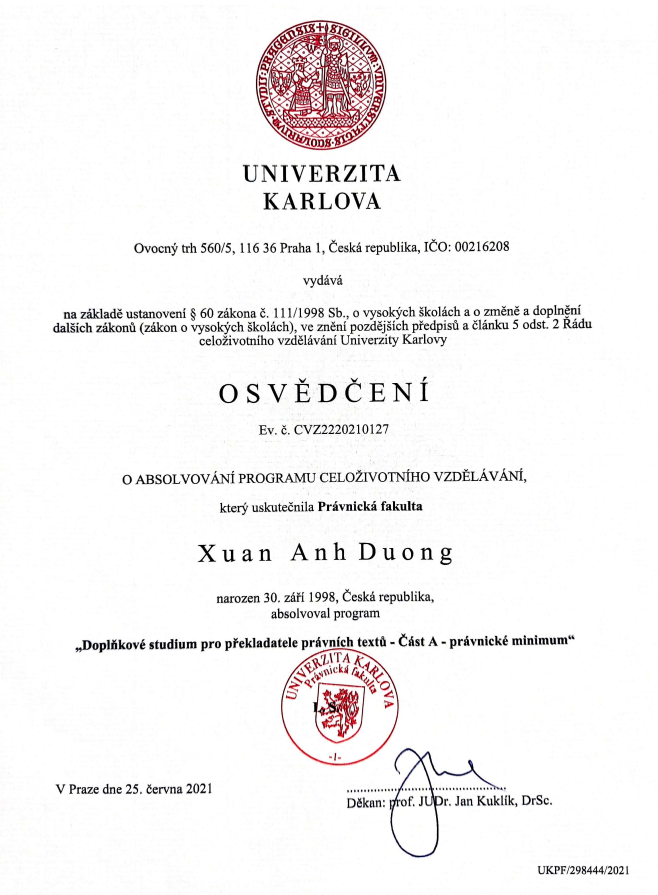 SIGILLVM VNIVERSITATIS SCOLARIVM STVDII PRAGENSIS
UNIVERZITA
KARLOVA
Ovocný trh 560/5, 116 36 Praha 1, Česká republika, IČO: 00216208
vydává
na základě ustanovení § 60 zákona č. 111/1998 Sb., o vysokých školách a o změně a doplnění
dalších zákonů (zákon o vysokých školách), ve znění pozdějších předpisů a článku 5 odst. 2 Řádu
celoživotního vzdělávání Univerzity Karlovy
OSVĚDČENÍ
Ev. č. CVZ2220210127
O ABSOLVOVÁNÍ PROGRAMU CELOŽIVOTNÍHO VZDĚLÁVÁNÍ,
který uskutečnila Právnická fakulta
Xuan Anh Duong
narozen 30. září 1998, Česká republika,
absolvoval program
„Doplňkové studium pro překladatele právních textů - Část A - právnické minimum“
UNIVERZITA KARLOVA
Právnická fakulta
L.S.
-1-
V Praze dne 25. června 2021
Děkan: prof. JUDr. Jan Kuklík, DrSc.
UKPF/298444/2021